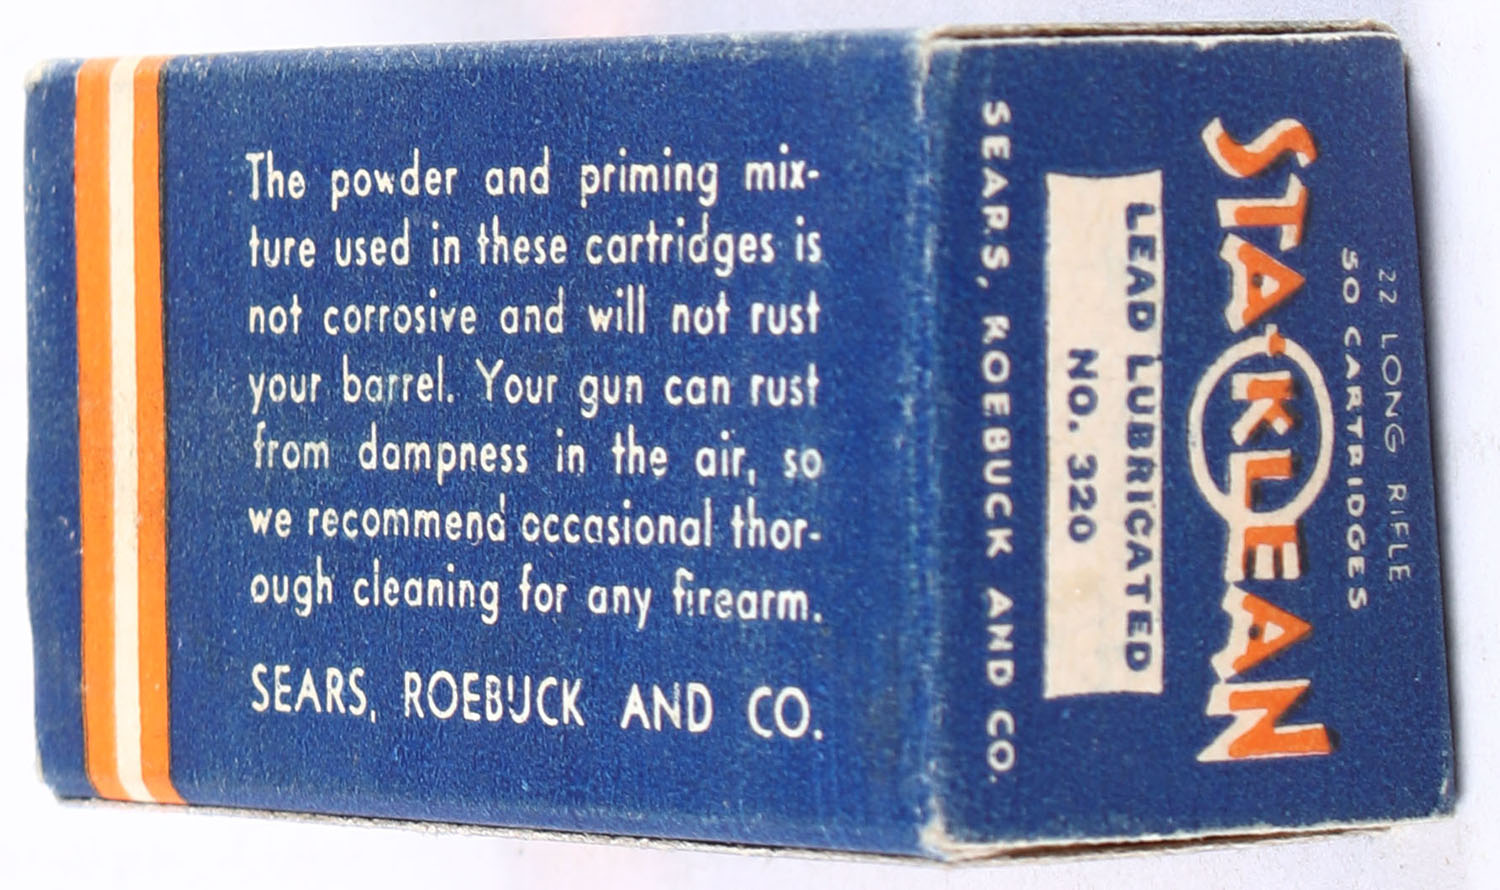 The powder and priming mix-
ture used in these cartridges is
not corrosive and will not rust
your barrel. Your gun can rust
from dampness in the air, so
we recommend occasional thor-
ough cleaning for any firearm.
SEARS, ROEBUCK AND CO.
22 LONG RIFLE
50 CARTRIDGES
STA-KLEAN
LEAD LUBRICATED
NO. 320
SEARS, ROEBUCK AND CO.